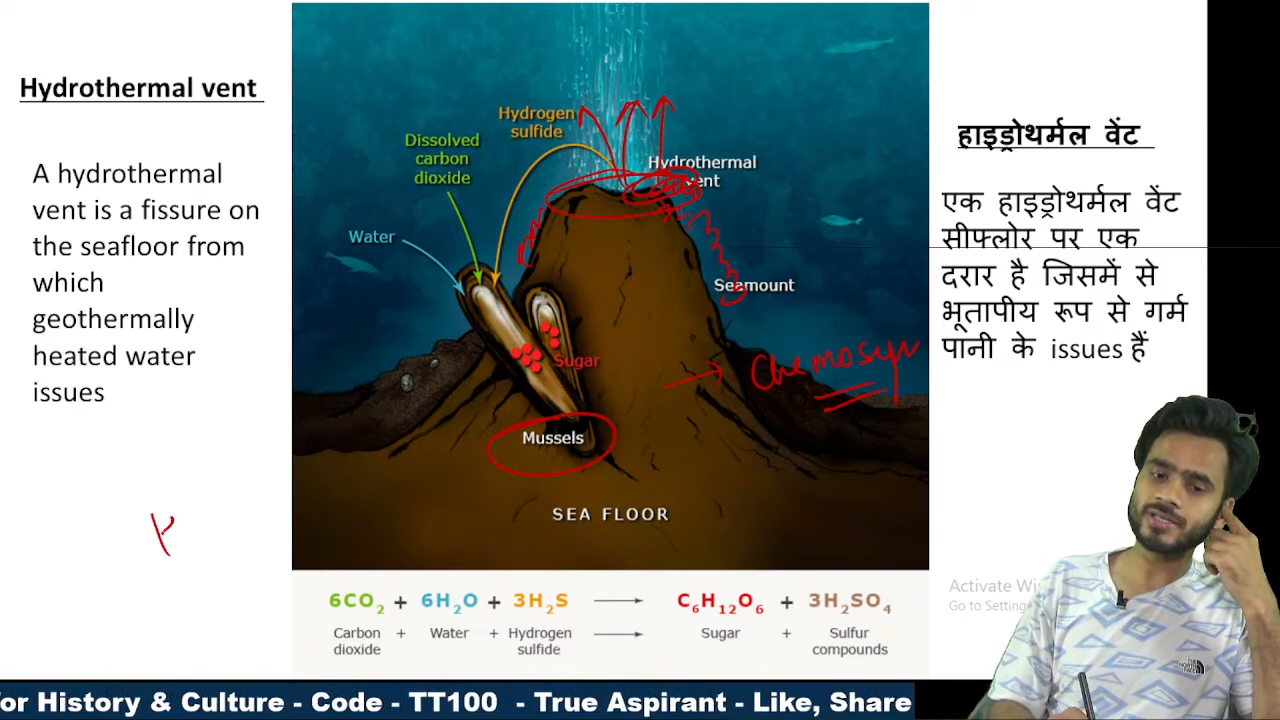 Hydrothermal vent
A hydrothermal
vent is a fissure on
the seafloor from
which
geothermally
heated water
issues
Hydrogen
sulfide
Dissolved
carbon
dioxide
Water
Hydrothermal
vent
Seamount
Sugar
Chemosyn
Mussels
SEA FLOOR
6CO2 + 6H2O + 3H2S → C6H12O6 + 3H2SO4
Carbon dioxide + Water + Hydrogen sulfide → Sugar + Sulfur compounds
हाइड्रोथर्मल वेंट
एक हाइड्रोथर्मल वेंट
सीफ्लोर पर एक
दरार है जिसमें से
भूतापीय रूप से गर्म
पानी के issues हैं
Activate
Go to Setting
THE NORTH FACE
or History & Culture - Code - TT100 - True Aspirant - Like, Share